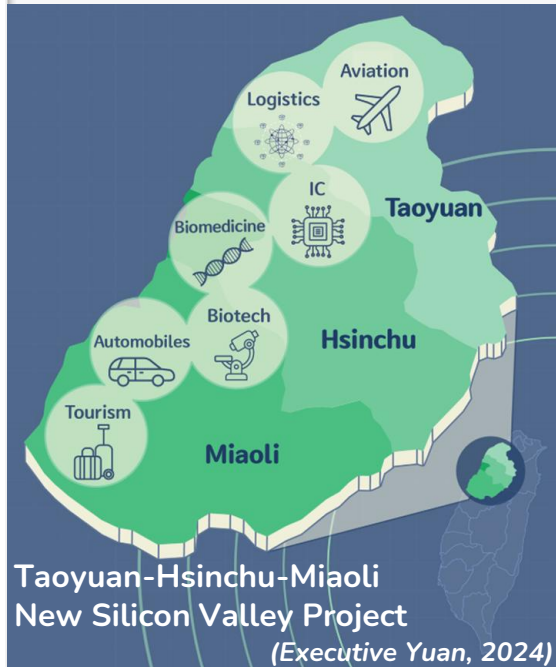 Aviation
Logistics
IC
Taoyuan
Biomedicine
Biotech
Hsinchu
Automobiles
Tourism
Miaoli
Taoyuan-Hsinchu-Miaoli
New Silicon Valley Project
(Executive Yuan, 2024)